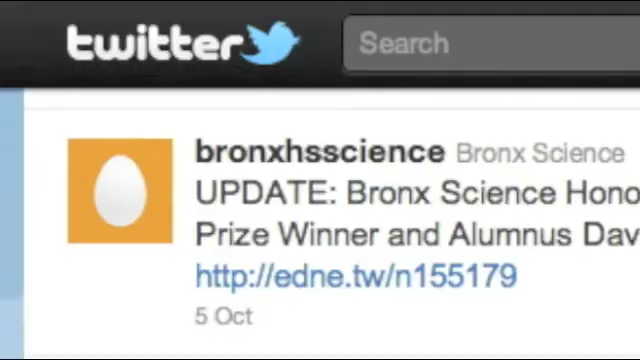 twitter
Search
bronxhsscience Bronx Science
UPDATE: Bronx Science Hono
Prize Winner and Alumnus Dav
http://edne.tw/n155179
5 Oct